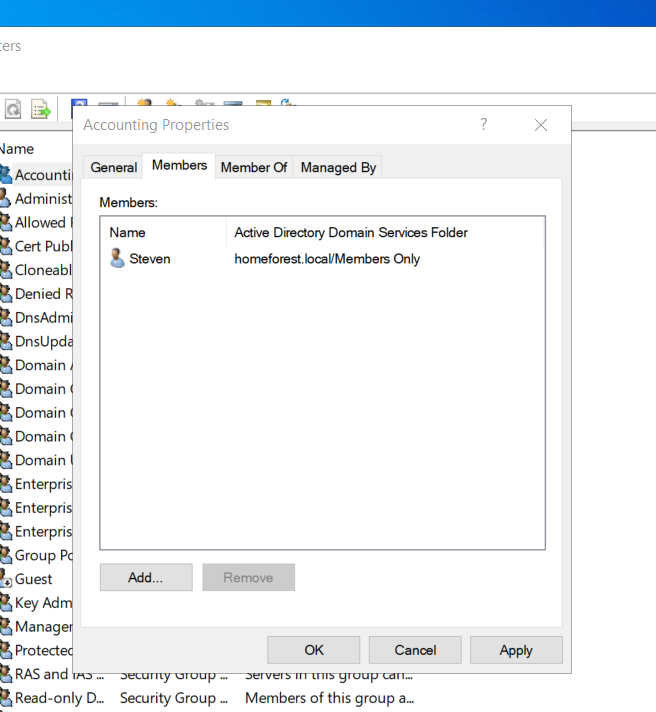 ters
Accounting Properties
?
General Members Member Of Managed By
Members:
Name Active Directory Domain Services Folder
Steven homeforest.local/Members Only
Add... Remove
OK Cancel Apply
Name
Accounti
Administ
Allowed
Cert Publ
Cloneabl
Denied R
DnsAdmi
DnsUpda
Domain
Domain
Domain
Domain
Domain
Enterpris
Enterpris
Enterpris
Group Po
Guest
Key Adm
Manager
Protected
RAS and IAS ... Security Group ... Servers in this group can...
Read-only D... Security Group ... Members of this group a...